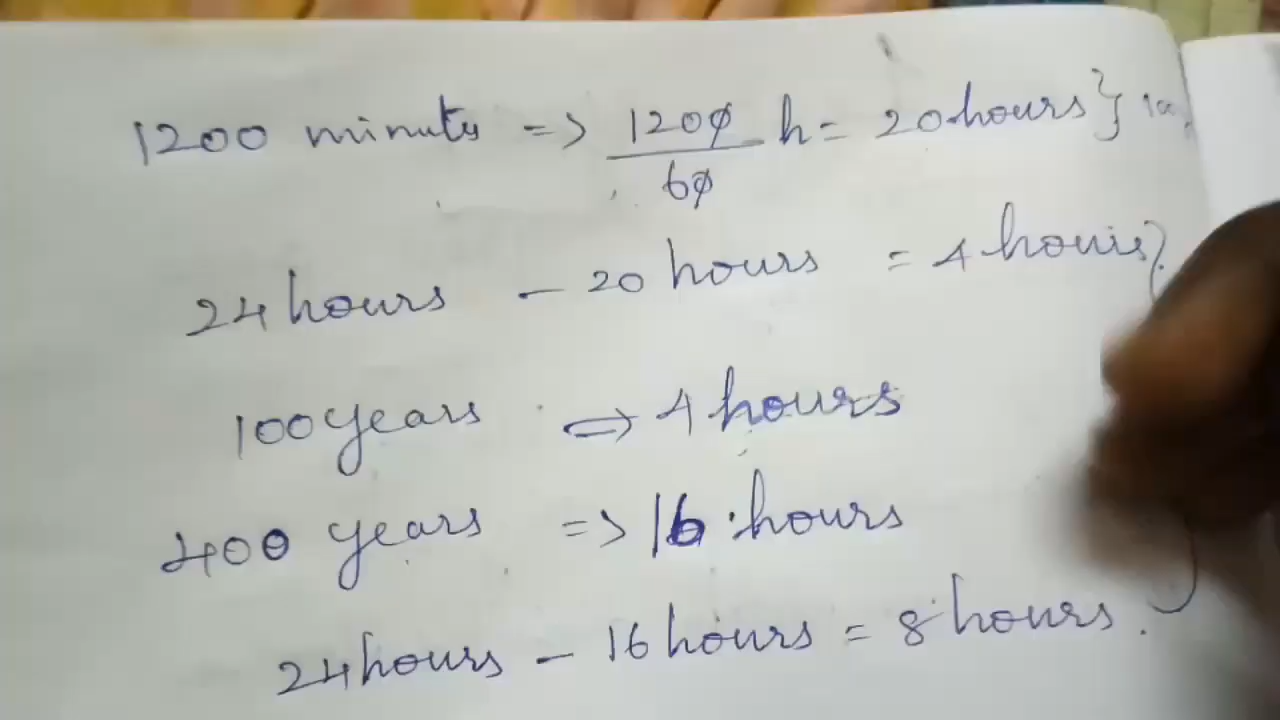 1200 minuts => 1200/60 h = 20 hours}
24 hours - 20 hours = 4 hours}
100 years => 4 hours
400 years => 16 hours
24 hours - 16 hours = 8 hours.